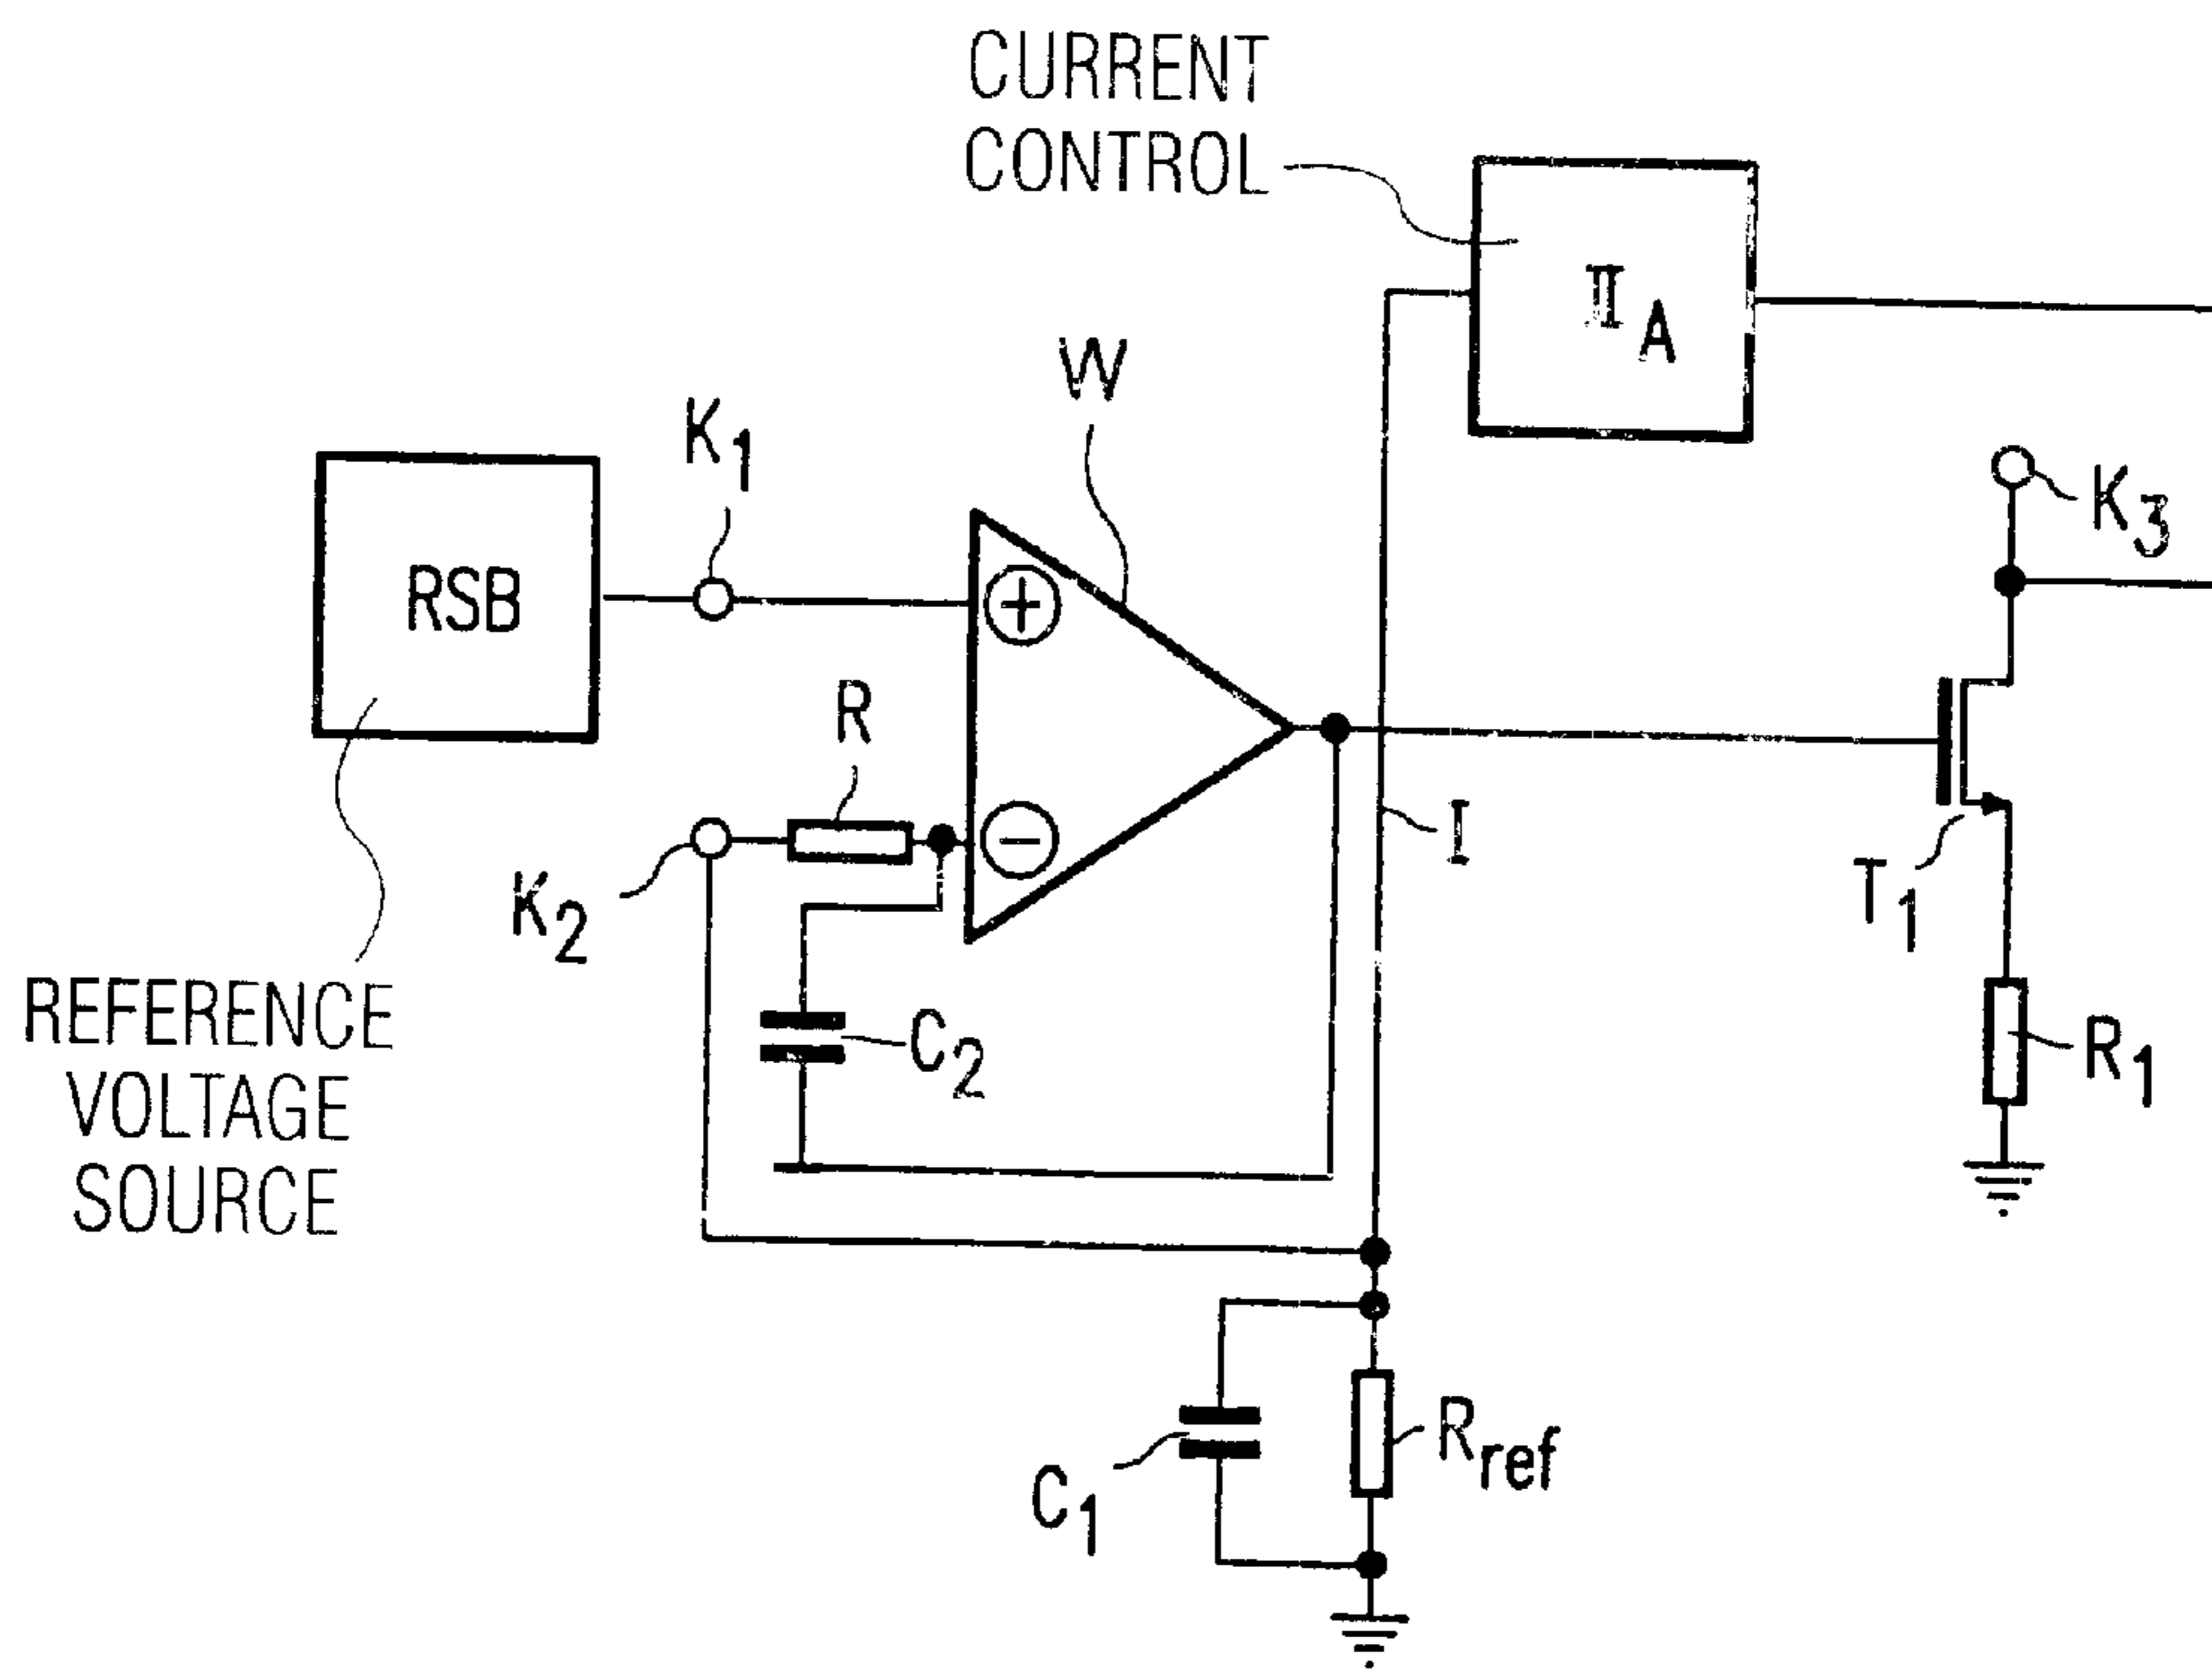 CURRENT
CONTROL
II A
W
K1
K3
RSB
R
I
K2
T1
C2
R1
REFERENCE
VOLTAGE
SOURCE
Rref
C1
+
−